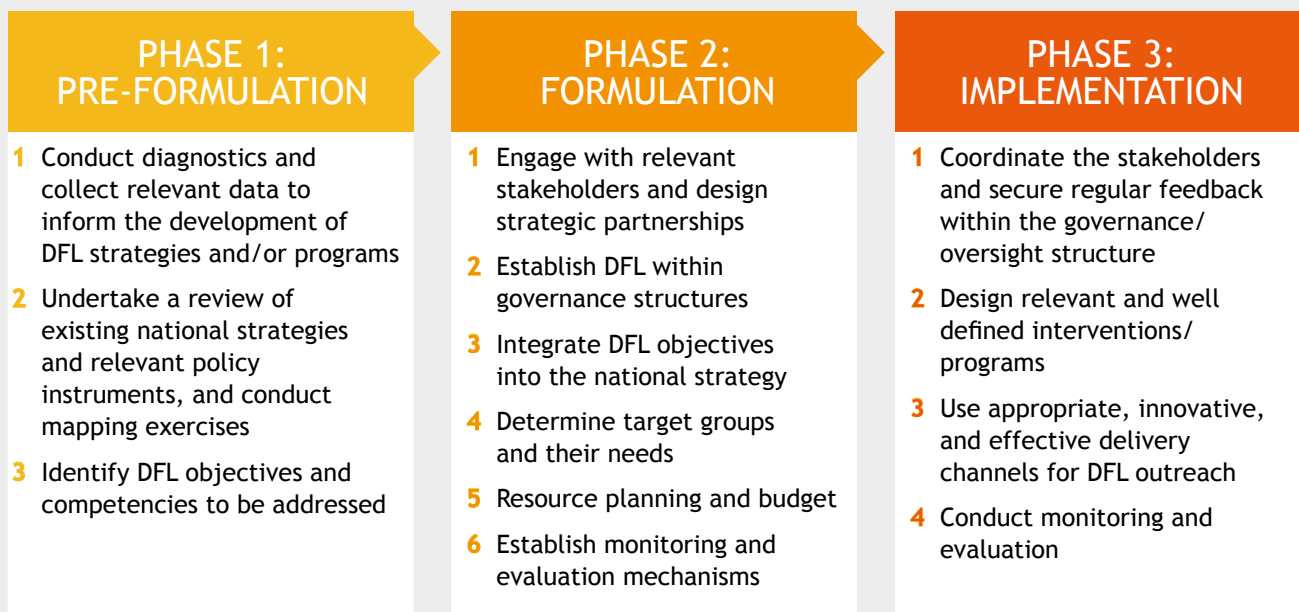 PHASE 1:
PRE-FORMULATION
1 Conduct diagnostics and
collect relevant data to
inform the development of
DFL strategies and/or programs
2 Undertake a review of
existing national strategies
and relevant policy
instruments, and conduct
mapping exercises
3 Identify DFL objectives and
competencies to be addressed
PHASE 2:
FORMULATION
1 Engage with relevant
stakeholders and design
strategic partnerships
2 Establish DFL within
governance structures
3 Integrate DFL objectives
into the national strategy
4 Determine target groups
and their needs
5 Resource planning and budget
6 Establish monitoring and
evaluation mechanisms
PHASE 3:
IMPLEMENTATION
1 Coordinate the stakeholders
and secure regular feedback
within the governance/
oversight structure
2 Design relevant and well
defined interventions/
programs
3 Use appropriate, innovative,
and effective delivery
channels for DFL outreach
4 Conduct monitoring and
evaluation